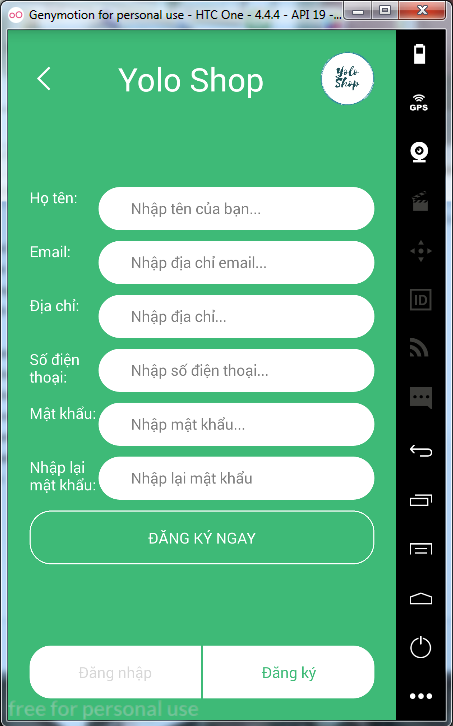 Genymotion for personal use - HTC One - 4.4.4 - API 19 -...
Yolo Shop
Yolo
Shop
GPS
Họ tên:
Nhập tên của bạn...
Email:
Nhập địa chỉ email...
ID
Địa chỉ:
Nhập địa chỉ...
Số điện
thoại:
Nhập số điện thoại...
Mật khẩu:
Nhập mật khẩu...
Nhập lại
mật khẩu:
Nhập lại mật khẩu
ĐĂNG KÝ NGAY
Đăng nhập
Đăng ký
free for personal use